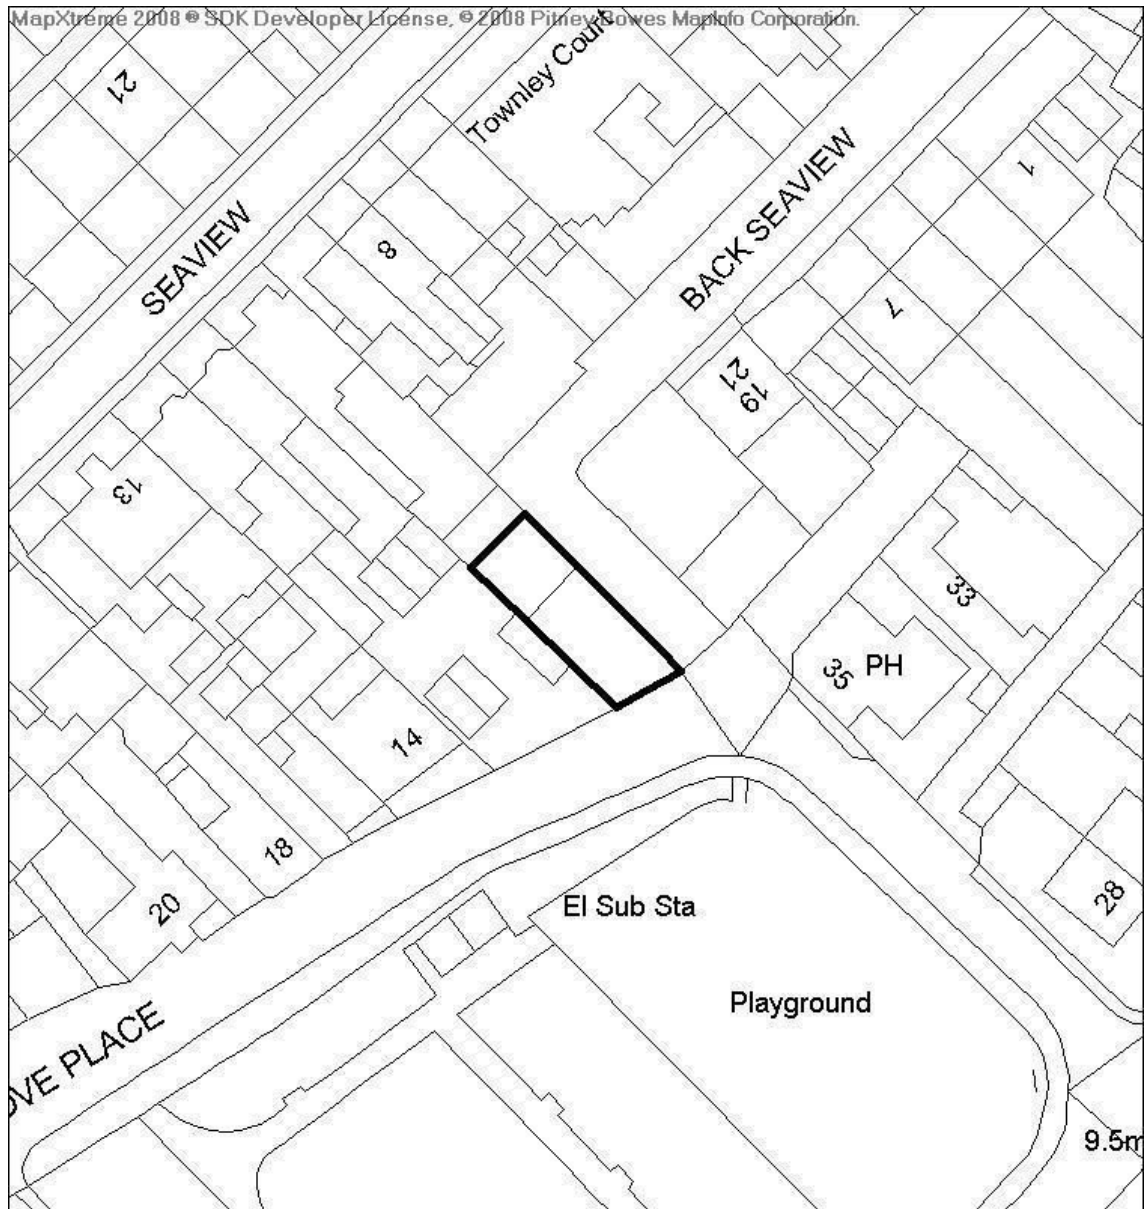 MapXtreme 2008 ® SDK Developer License, © 2008 Pitney Bowes MapInfo Corporation.
21
Townley Court
1
BACK SEAVIEW
SEAVIEW
8
7
21
19
13
33
35
PH
14
18
20
28
El Sub Sta
Playground
OVE PLACE
9.5m